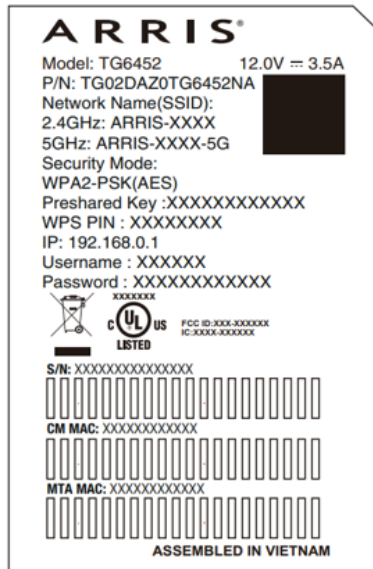 ARRIS®
Model: TG6452 12.0V ⎓ 3.5A
P/N: TG02DAZ0TG6452NA
Network Name(SSID):
2.4GHz: ARRIS-XXXX
5GHz: ARRIS-XXXX-5G
Security Mode:
WPA2-PSK(AES)
Preshared Key :XXXXXXXXXXXXX
WPS PIN : XXXXXXXX
IP: 192.168.0.1
Username : XXXXXX
Password : XXXXXXXXXXXXX
XXXXXXX
C UL US
LISTED
FCC ID:XXX-XXXXXX
IC:XXXX-XXXXXX
S/N: XXXXXXXXXXXXXXX
CM MAC: XXXXXXXXXXXX
MTA MAC: XXXXXXXXXXXX
ASSEMBLED IN VIETNAM